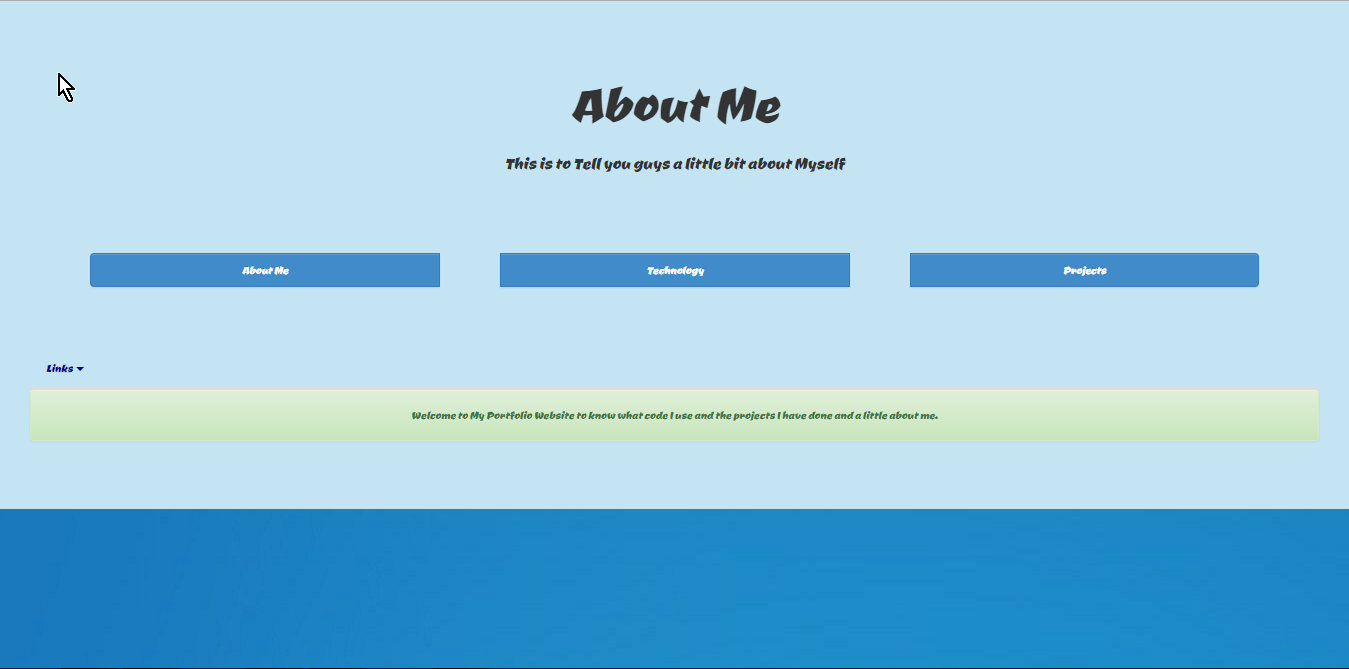 About Me
This is to Tell you guys a little bit about Myself
About Me
Technology
Projects
Links
Welcome to My Portfolio Website to know what code I use and the projects I have done and a little about me.